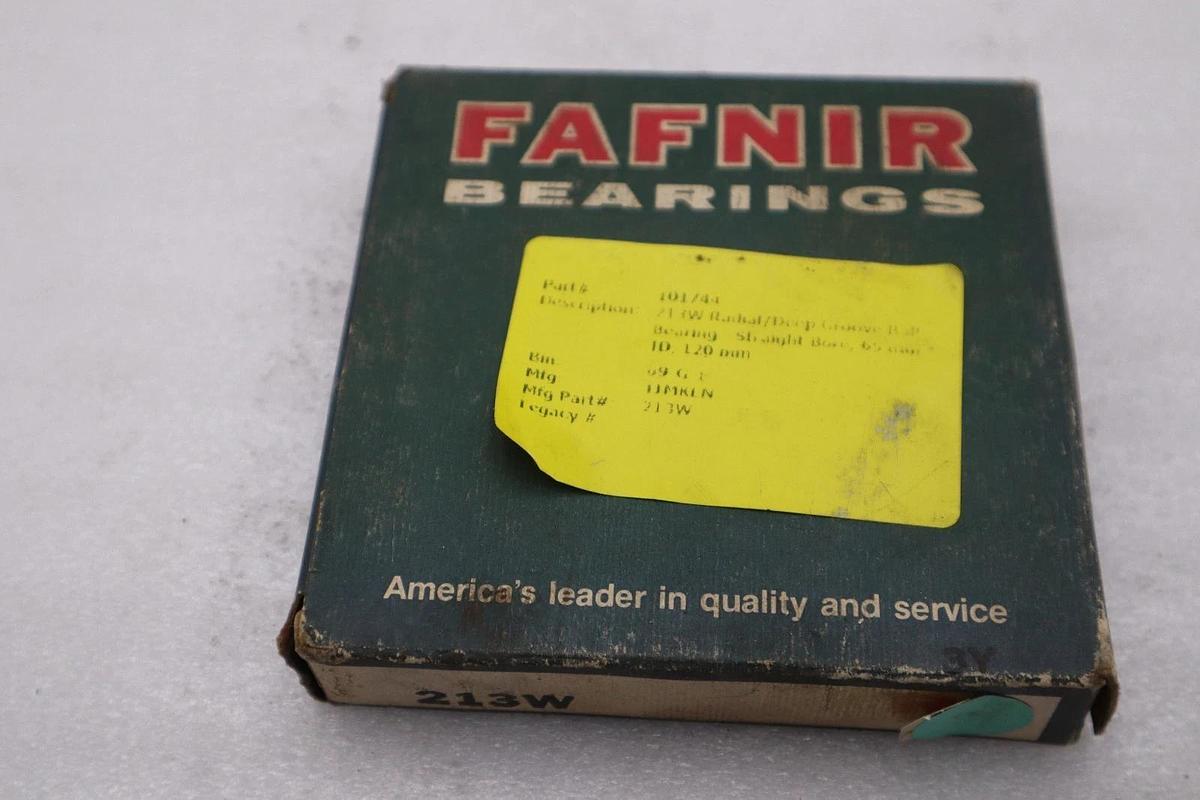 FAFNIR
BEARINGS
Part# 101744
Description: 213W Radial/Deep Groove Ball
Bearing Straight Bore, 65 mm
ID, 120 mm
Bin 69 G
Mfg TIMKEN
Mfg Part# 213W
Legacy #
America's leader in quality and service
3Y
213W